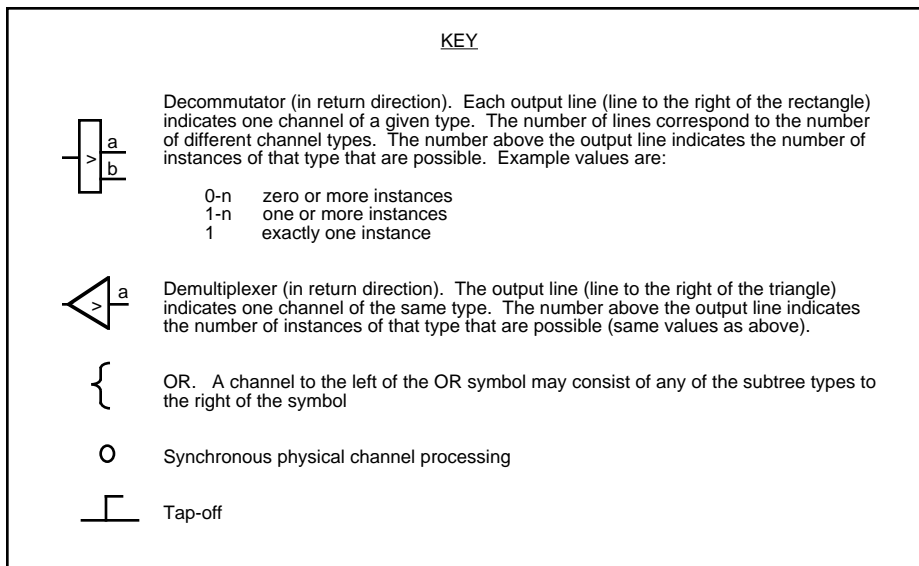 KEY
Decommutator (in return direction).  Each output line (line to the right of the rectangle)
indicates one channel of a given type.  The number of lines correspond to the number
of different channel types.  The number above the output line indicates the number of
instances of that type that are possible.  Example values are:
> a
b
0-n zero or more instances
1-n one or more instances
1 exactly one instance
> a
Demultiplexer (in return direction).  The output line (line to the right of the triangle)
indicates one channel of the same type.  The number above the output line indicates
the number of instances of that type that are possible (same values as above).
OR.   A channel to the left of the OR symbol may consist of any of the subtree types to
the right of the symbol
Synchronous physical channel processing
Tap-off